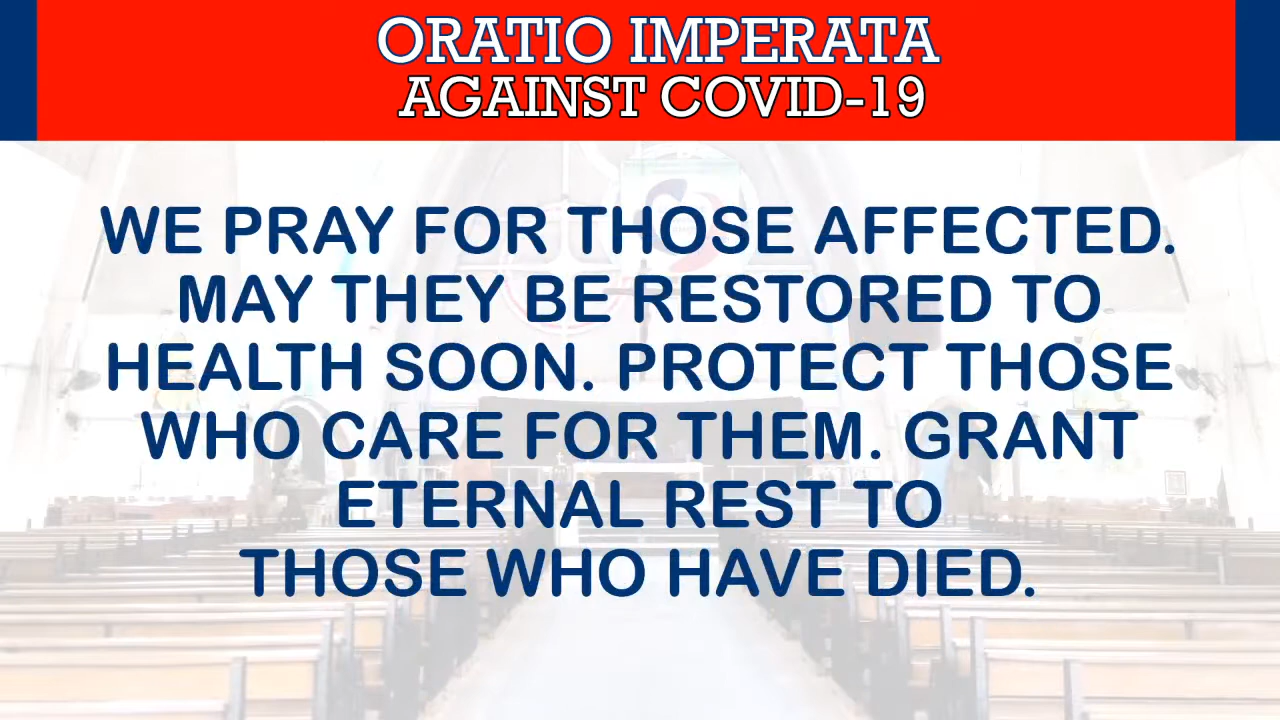 ORATIO IMPERATA
AGAINST COVID-19
WE PRAY FOR THOSE AFFECTED.
MAY THEY BE RESTORED TO
HEALTH SOON. PROTECT THOSE
WHO CARE FOR THEM. GRANT
ETERNAL REST TO
THOSE WHO HAVE DIED.